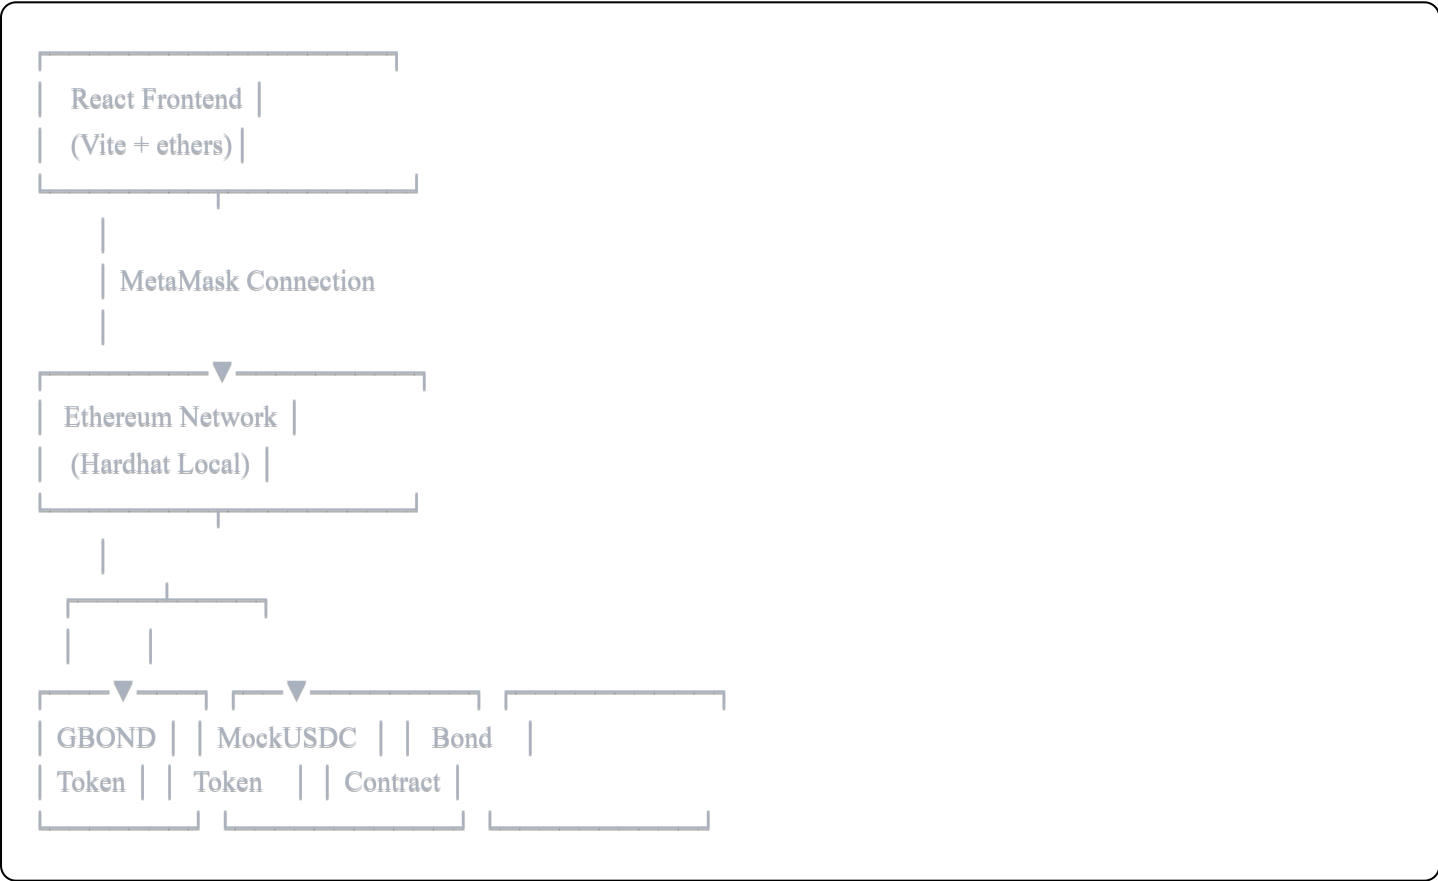 React Frontend
(Vite + ethers)
MetaMask Connection
Ethereum Network
(Hardhat Local)
GBOND MockUSDC Bond
Token Token Contract